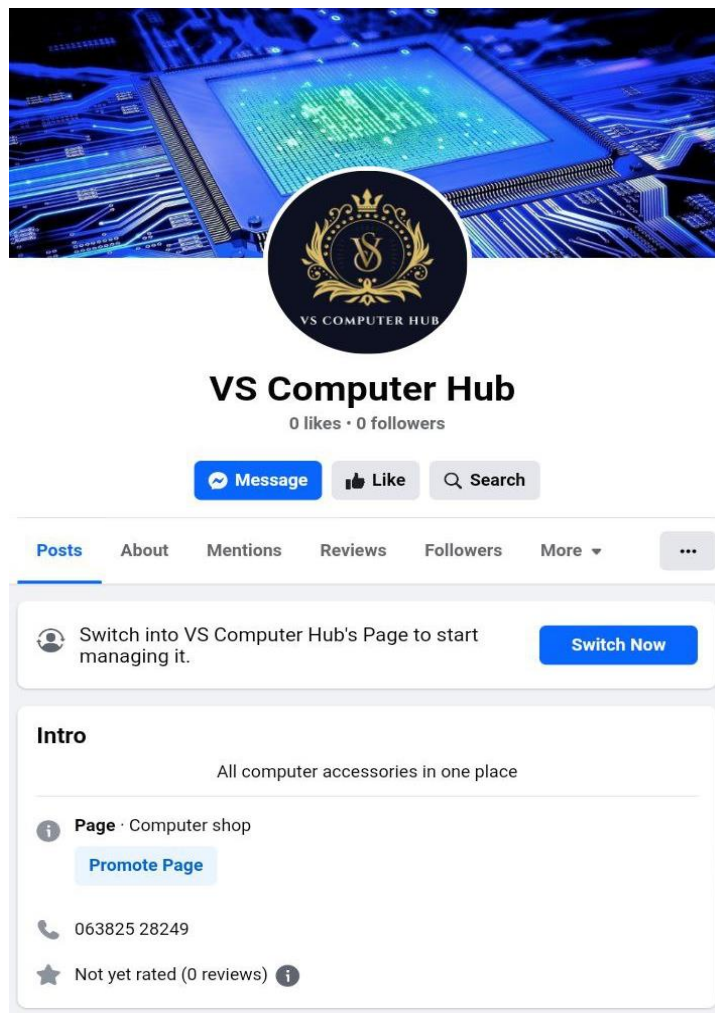 VS
VS COMPUTER HUB
VS Computer Hub
0 likes · 0 followers
Message Like Search
Posts About Mentions Reviews Followers More
Switch into VS Computer Hub's Page to start
managing it.
Switch Now
Intro
All computer accessories in one place
Page · Computer shop
Promote Page
063825 28249
Not yet rated (0 reviews)